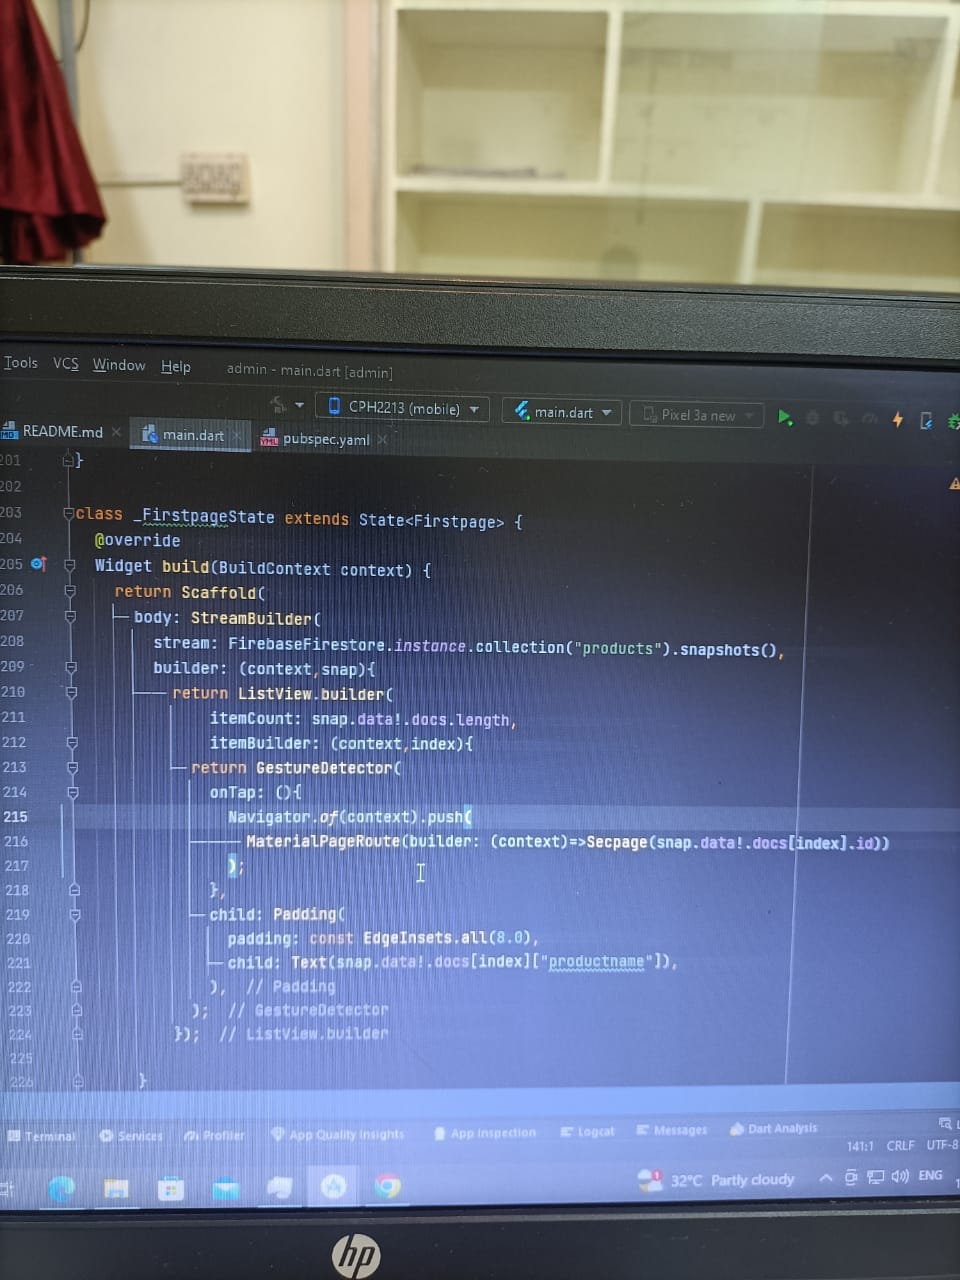 Tools VCS Window Help admin - main.dart [admin]
CPH2213 (mobile) main.dart Pixel 3a new
README.md main.dart pubspec.yaml
201 }
202
203 class _FirstpageState extends State<Firstpage> {
204 @override
205 Widget build(BuildContext context) {
206 return Scaffold(
207 body: StreamBuilder(
208 stream: FirebaseFirestore.instance.collection("products").snapshots(),
209 builder: (context,snap){
210 return ListView.builder(
211 itemCount: snap.data!.docs.length,
212 itemBuilder: (context,index){
213 return GestureDetector(
214 onTap: (){
215 Navigator.of(context).push(
216 MaterialPageRoute(builder: (context)=>Secpage(snap.data!.docs[index].id))
217 );
218 },
219 child: Padding(
220 padding: const EdgeInsets.all(8.0),
221 child: Text(snap.data!.docs[index]["productname"]),
222 ), // Padding
223 ); // GestureDetector
224 }); // ListView.builder
225
226 }
Terminal Services Profiler App Quality Insights App Inspection Logcat Messages Dart Analysis
141:1 CRLF UTF-8
1 32°C Partly cloudy ENG
hp